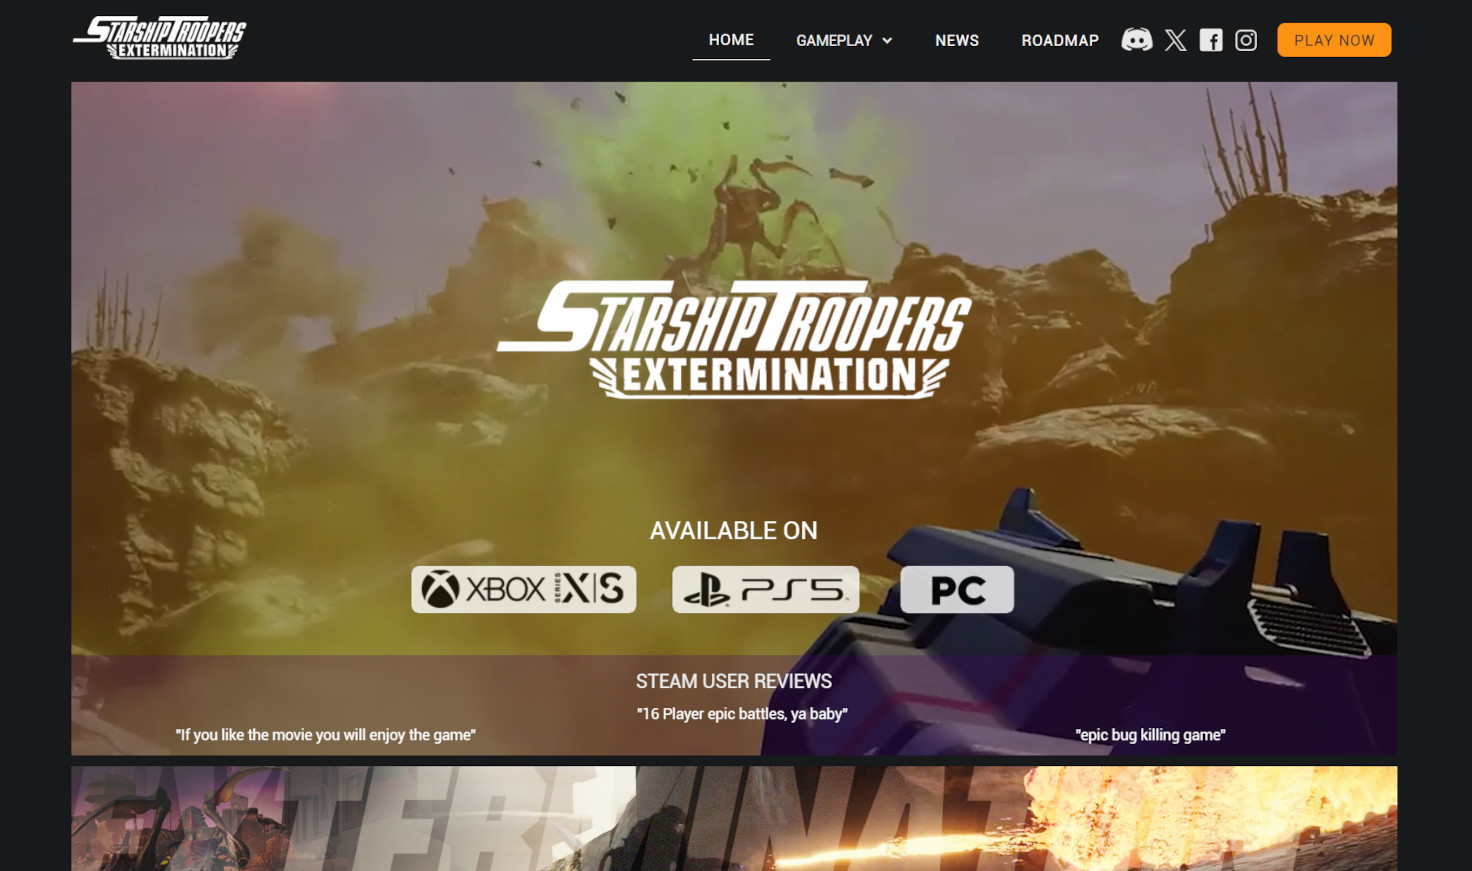 STARSHIP TROOPERS
EXTERMINATION
HOME
GAMEPLAY
NEWS
ROADMAP
PLAY NOW
STARSHIP TROOPERS
EXTERMINATION
AVAILABLE ON
XBOX SERIES X|S
PS5
PC
STEAM USER REVIEWS
"16 Player epic battles, ya baby"
"If you like the movie you will enjoy the game"
"epic bug killing game"
EXTERMINATION